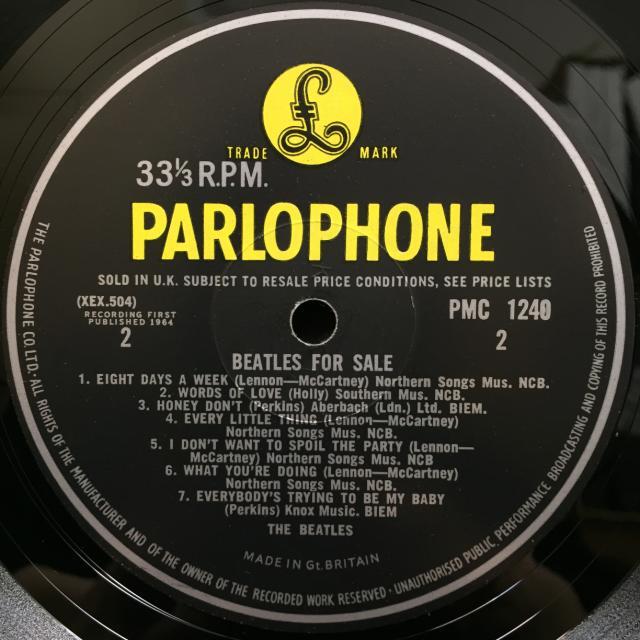 £
TRADE MARK
33⅓ R.P.M.
PARLOPHONE
SOLD IN U.K. SUBJECT TO RESALE PRICE CONDITIONS, SEE PRICE LISTS
(XEX.504)
RECORDING FIRST
PUBLISHED 1964
2
PMC 1240
2
BEATLES FOR SALE
1. EIGHT DAYS A WEEK (Lennon—McCartney) Northern Songs Mus. NCB.
2. WORDS OF LOVE (Holly) Southern Mus. NCB.
3. HONEY DON'T (Perkins) Aberbach (Ldn.) Ltd. BIEM.
4. EVERY LITTLE THING (Lennon—McCartney)
Northern Songs Mus. NCB.
5. I DON'T WANT TO SPOIL THE PARTY (Lennon—
McCartney) Northern Songs Mus. NCB
6. WHAT YOU'RE DOING (Lennon—McCartney)
Northern Songs Mus. NCB.
7. EVERYBODY'S TRYING TO BE MY BABY
(Perkins) Knox Music. BIEM
THE BEATLES
MADE IN Gt. BRITAIN
THE PARLOPHONE CO. LTD. · ALL RIGHTS OF THE MANUFACTURER AND OF THE OWNER OF THE RECORDED WORK RESERVED · UNAUTHORISED PUBLIC PERFORMANCE BROADCASTING AND COPYING OF THIS RECORD PROHIBITED